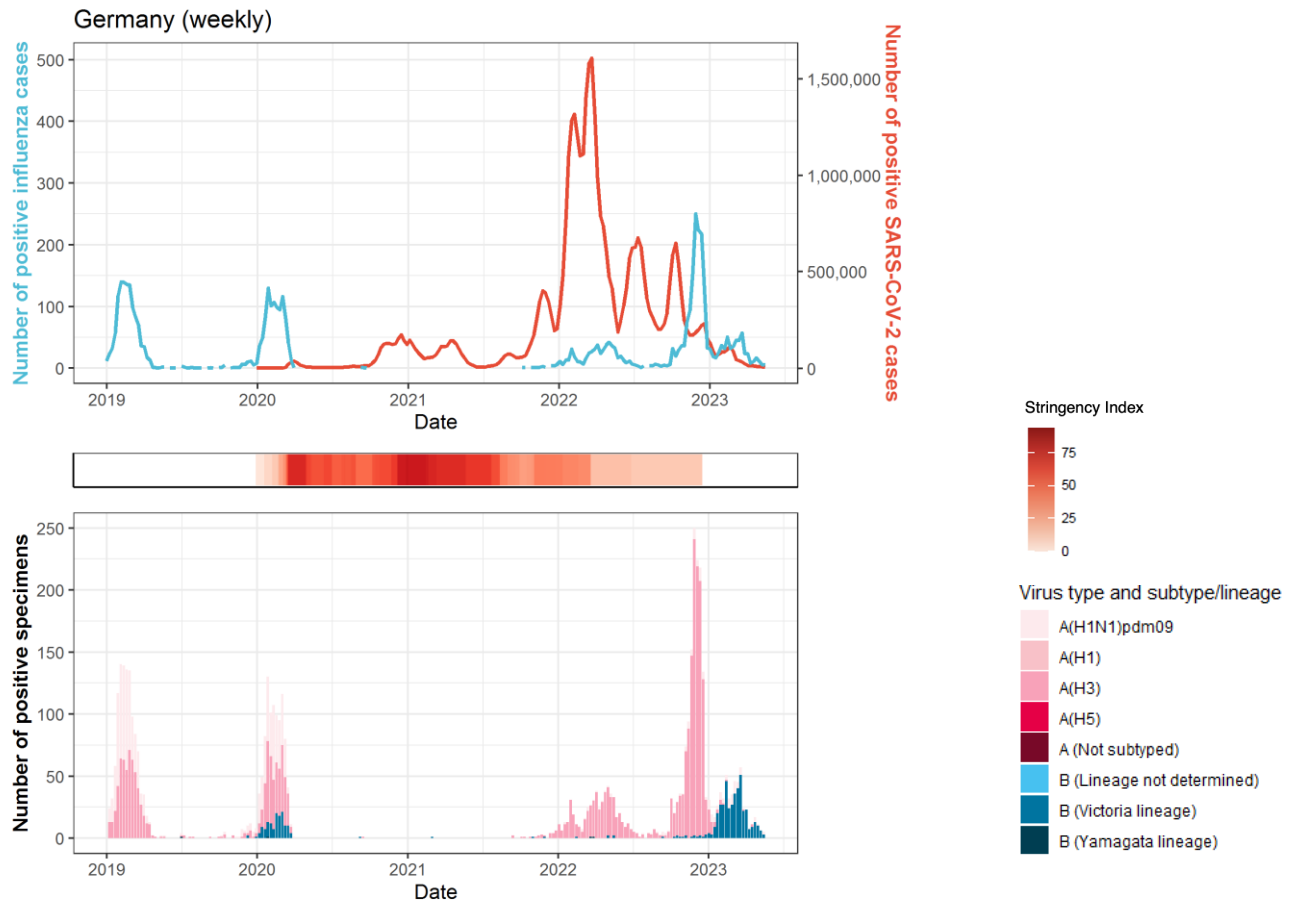 Germany (weekly)
Number of positive influenza cases
500
400
300
200
100
0
1,500,000
1,000,000
500,000
0
Number of positive SARS-CoV-2 cases
2019
2020
2021
2022
2023
Date
Stringency Index
75
50
25
0
Number of positive specimens
250
200
150
100
50
0
2019
2020
2021
2022
2023
Date
Virus type and subtype/lineage
A(H1N1)pdm09
A(H1)
A(H3)
A(H5)
A (Not subtyped)
B (Lineage not determined)
B (Victoria lineage)
B (Yamagata lineage)